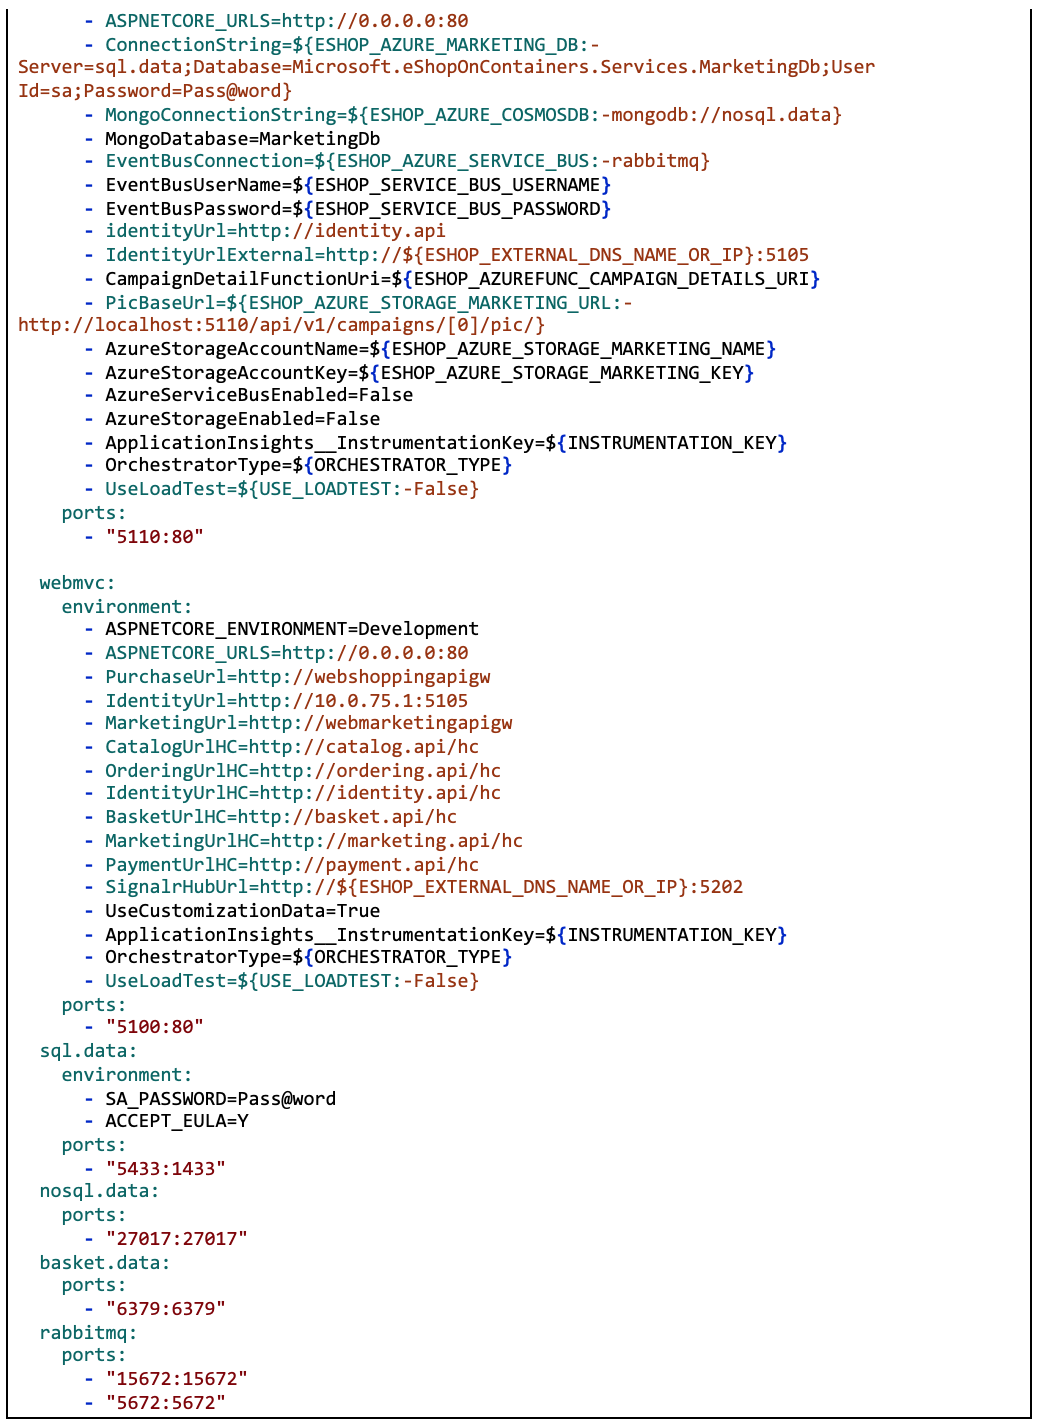 - ASPNETCORE_URLS=http://0.0.0.0:80
- ConnectionString=${ESHOP_AZURE_MARKETING_DB:-
Server=sql.data;Database=Microsoft.eShopOnContainers.Services.MarketingDb;User
Id=sa;Password=Pass@word}
- MongoConnectionString=${ESHOP_AZURE_COSMOSDB:-mongodb://nosql.data}
- MongoDatabase=MarketingDb
- EventBusConnection=${ESHOP_AZURE_SERVICE_BUS:-rabbitmq}
- EventBusUserName=${ESHOP_SERVICE_BUS_USERNAME}
- EventBusPassword=${ESHOP_SERVICE_BUS_PASSWORD}
- identityUrl=http://identity.api
- IdentityUrlExternal=http://${ESHOP_EXTERNAL_DNS_NAME_OR_IP}:5105
- CampaignDetailFunctionUri=${ESHOP_AZUREFUNC_CAMPAIGN_DETAILS_URI}
- PicBaseUrl=${ESHOP_AZURE_STORAGE_MARKETING_URL:-
http://localhost:5110/api/v1/campaigns/[0]/pic/}
- AzureStorageAccountName=${ESHOP_AZURE_STORAGE_MARKETING_NAME}
- AzureStorageAccountKey=${ESHOP_AZURE_STORAGE_MARKETING_KEY}
- AzureServiceBusEnabled=False
- AzureStorageEnabled=False
- ApplicationInsights__InstrumentationKey=${INSTRUMENTATION_KEY}
- OrchestratorType=${ORCHESTRATOR_TYPE}
- UseLoadTest=${USE_LOADTEST:-False}
ports:
- "5110:80"
webmvc:
environment:
- ASPNETCORE_ENVIRONMENT=Development
- ASPNETCORE_URLS=http://0.0.0.0:80
- PurchaseUrl=http://webshoppingapigw
- IdentityUrl=http://10.0.75.1:5105
- MarketingUrl=http://webmarketingapigw
- CatalogUrlHC=http://catalog.api/hc
- OrderingUrlHC=http://ordering.api/hc
- IdentityUrlHC=http://identity.api/hc
- BasketUrlHC=http://basket.api/hc
- MarketingUrlHC=http://marketing.api/hc
- PaymentUrlHC=http://payment.api/hc
- SignalrHubUrl=http://${ESHOP_EXTERNAL_DNS_NAME_OR_IP}:5202
- UseCustomizationData=True
- ApplicationInsights__InstrumentationKey=${INSTRUMENTATION_KEY}
- OrchestratorType=${ORCHESTRATOR_TYPE}
- UseLoadTest=${USE_LOADTEST:-False}
ports:
- "5100:80"
sql.data:
environment:
- SA_PASSWORD=Pass@word
- ACCEPT_EULA=Y
ports:
- "5433:1433"
nosql.data:
ports:
- "27017:27017"
basket.data:
ports:
- "6379:6379"
rabbitmq:
ports:
- "15672:15672"
- "5672:5672"